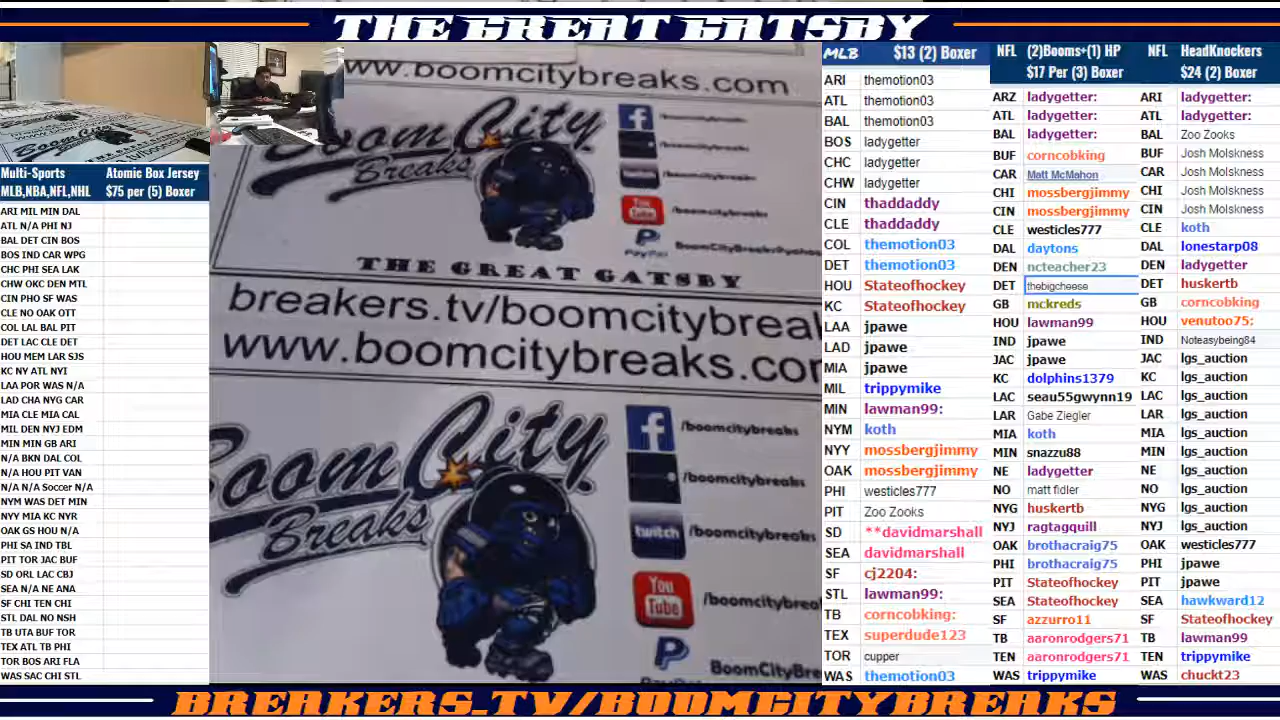 THE GREAT GATSBY
www.boomcitybreaks.com
Boom City
Breaks
/boomcitybreaks
twitch
You
Tube
/boomcitybreaks
PayPal
THE GREAT GATSBY
breakers.tv/boomcitybreak
www.boomcitybreaks.co
Boom City
Breaks
/boomcitybreaks
/boomcitybreaks
twitch
/boomcitybreaks
You
Tube
/boomcitybreaks
BoomCityBre
Multi-Sports Atomic Box Jersey
MLB,NBA,NFL,NHL $75 per (5) Boxer
ARI MIL MIN DAL
ATL N/A PHI NJ
BAL DET CIN BOS
BOS IND CAR WPG
CHC PHI SEA LAK
CHW OKC DEN MTL
CIN PHO SF WAS
CLE NO OAK OTT
COL LAL BAL PIT
DET LAC CLE DET
HOU MEM LAR SJS
KC NY ATL NYI
LAA POR WAS N/A
LAD CHA NYG CAR
MIA CLE MIA CAL
MIL DEN NYJ EDM
MIN MIN GB ARI
N/A BKN DAL COL
N/A HOU PIT VAN
N/A N/A Soccer N/A
NYM WAS DET MIN
NYY MIA KC NYR
OAK GS HOU N/A
PHI SA IND TBL
PIT TOR JAC BUF
SD ORL LAC CBJ
SEA N/A NE ANA
SF CHI TEN CHI
STL DAL NO NSH
TB UTA BUF TOR
TEX ATL TB PHI
TOR BOS ARI FLA
WAS SAC CHI STL
MLB $13 (2) Boxer
ARI themotion03
ATL themotion03
BAL themotion03
BOS ladygetter
CHC ladygetter
CHW ladygetter
CIN thaddaddy
CLE thaddaddy
COL themotion03
DET themotion03
HOU Stateofhockey
KC Stateofhockey
LAA jpawe
LAD jpawe
MIA jpawe
MIL trippymike
MIN lawman99:
NYM koth
NYY mossbergjimmy
OAK mossbergjimmy
PHI westicles777
PIT Zoo Zooks
SD **davidmarshall
SEA davidmarshall
SF cj2204:
STL lawman99:
TB corncobking:
TEX superdude123
TOR cupper
WAS themotion03
NFL (2)Booms+(1) HP
$17 Per (3) Boxer
ARZ ladygetter:
ATL ladygetter:
BAL ladygetter:
BUF corncobking
CAR Matt McMahon
CHI mossbergjimmy
CIN mossbergjimmy
CLE westicles777
DAL daytons
DEN ncteacher23
DET thebigcheese
GB mckreds
HOU lawman99
IND jpawe
JAC jpawe
KC dolphins1379
LAC seau55gwynn19
LAR Gabe Ziegler
MIA koth
MIN snazzu88
NE ladygetter
NO matt fidler
NYG huskertb
NYJ ragtagquill
OAK brothacraig75
PHI brothacraig75
PIT Stateofhockey
SEA Stateofhockey
SF azzurro11
TB aaronrodgers71
TEN aaronrodgers71
WAS trippymike
NFL HeadKnockers
$24 (2) Boxer
ARI ladygetter:
ATL ladygetter:
BAL Zoo Zooks
BUF Josh Molskness
CAR Josh Molskness
CHI Josh Molskness
CIN Josh Molskness
CLE koth
DAL lonestarp08
DEN ladygetter
DET huskertb
GB corncobking
HOU venutoo75:
IND Noteasybeing84
JAC lgs_auction
KC lgs_auction
LAC lgs_auction
LAR lgs_auction
MIA lgs_auction
MIN lgs_auction
NE lgs_auction
NO lgs_auction
NYG lgs_auction
NYJ lgs_auction
OAK westicles777
PHI jpawe
PIT jpawe
SEA hawkward12
SF Stateofhockey
TB lawman99
TEN trippymike
WAS chuckt23
BREAKERS.TV/BOOMCITYBREAKS